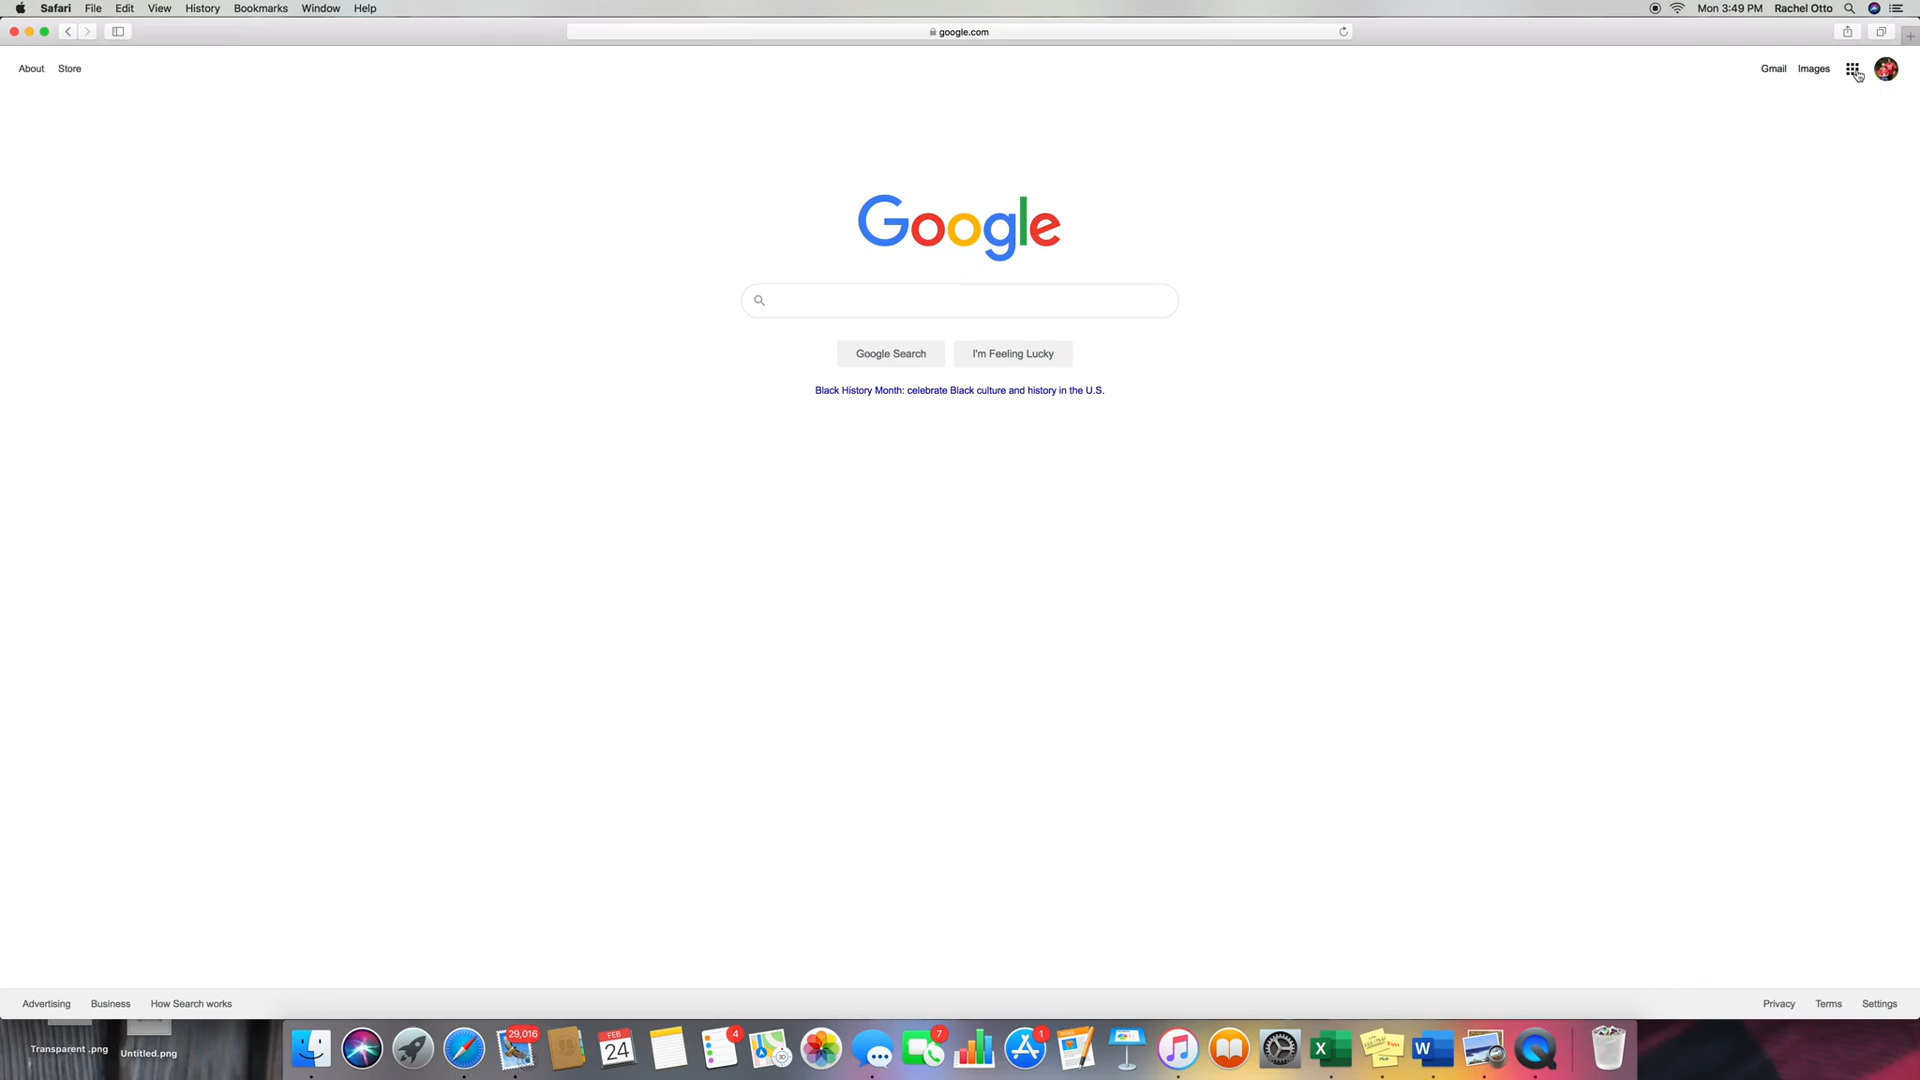 Safari File Edit View History Bookmarks Window Help Mon 3:49 PM Rachel Otto
google.com
About Store Gmail Images
Google
Google Search I'm Feeling Lucky
Black History Month: celebrate Black culture and history in the U.S.
Advertising Business How Search works Privacy Terms Settings
Transparent .png Untitled.png
29,016 FEB 24 4 30 7 1 X W